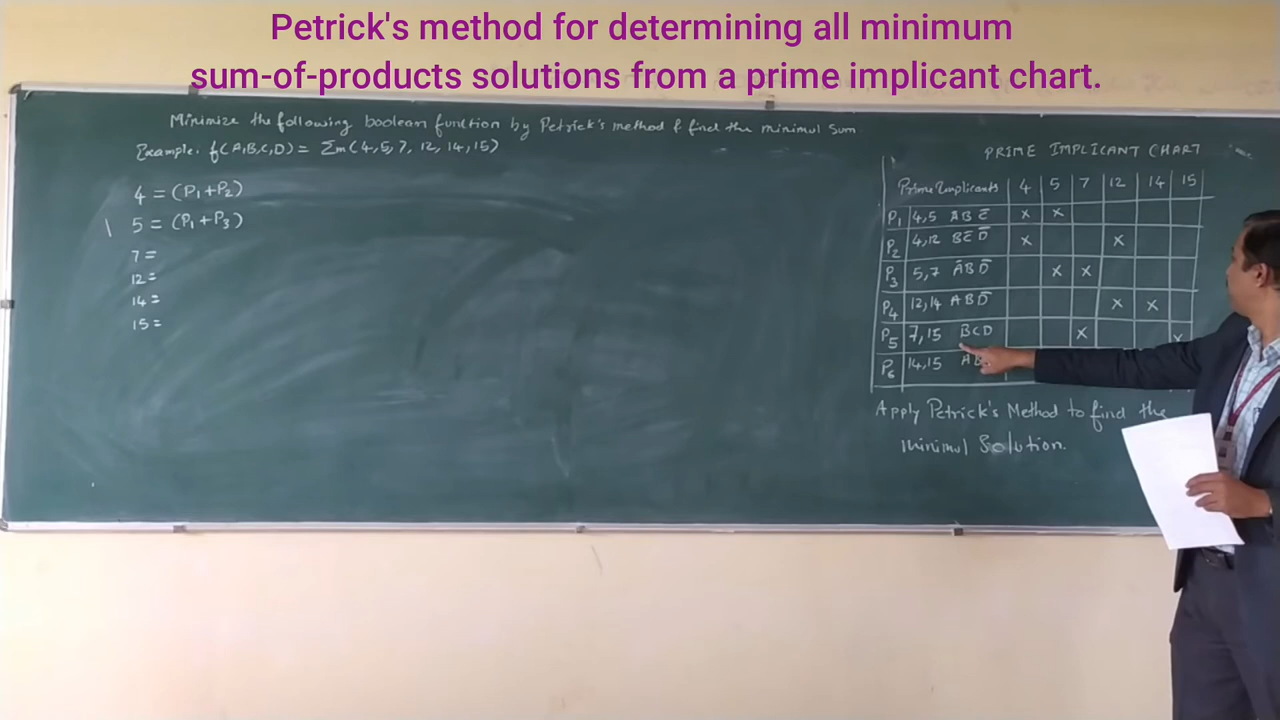 Petrick's method for determining all minimum
sum-of-products solutions from a prime implicant chart.
Minimize the following boolean function by Petrick's method & find the minimul Sum
Example: f(A,B,C,D) = Σm(4,5,7,12,14,15)
4 = (P₁+P₂)
5 = (P₁+P₃)
7 =
12 =
14 =
15 =
PRIME IMPLICANT CHART
Prime Implicants 4 5 7 12 14 15
P₁ 4,5 A̅BC̅ × ×
P₂ 4,12 BC̅D̅ × ×
P₃ 5,7 A̅BD̅ × ×
P₄ 12,14 ABD̅ × ×
P₅ 7,15 BCD × ×
P₆ 14,15
Apply Petrick's Method to find the
minimul Solution.